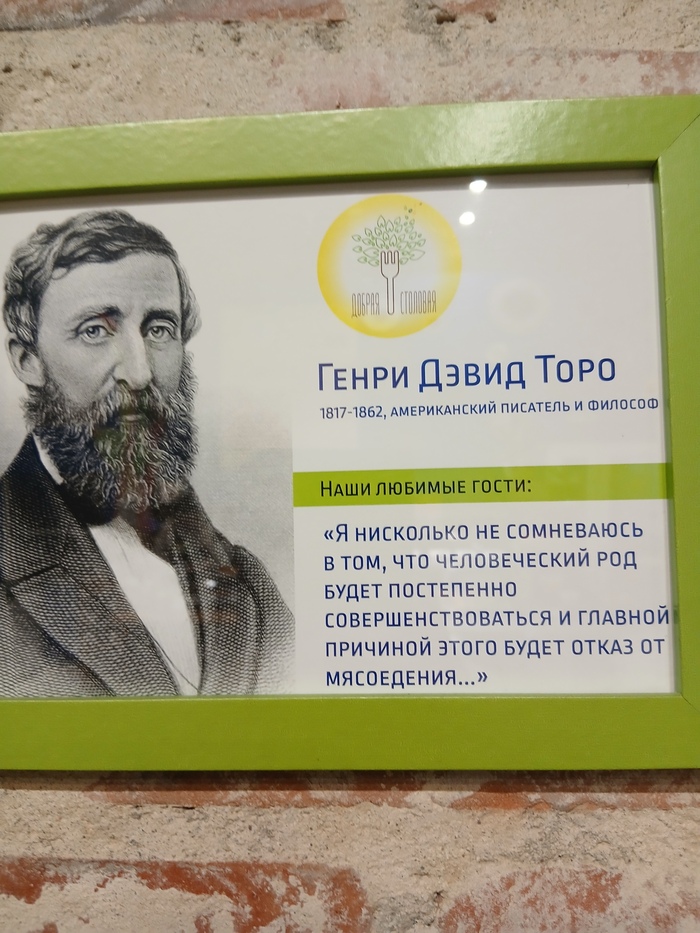 ДОБРАЯ СТОЛОВАЯ
ГЕНРИ ДЭВИД ТОРО
1817-1862, АМЕРИКАНСКИЙ ПИСАТЕЛЬ И ФИЛОСОФ
НАШИ ЛЮБИМЫЕ ГОСТИ:
«Я НИСКОЛЬКО НЕ СОМНЕВАЮСЬ
В ТОМ, ЧТО ЧЕЛОВЕЧЕСКИЙ РОД
БУДЕТ ПОСТЕПЕННО
СОВЕРШЕНСТВОВАТЬСЯ И ГЛАВНОЙ
ПРИЧИНОЙ ЭТОГО БУДЕТ ОТКАЗ ОТ
МЯСОЕДЕНИЯ...»